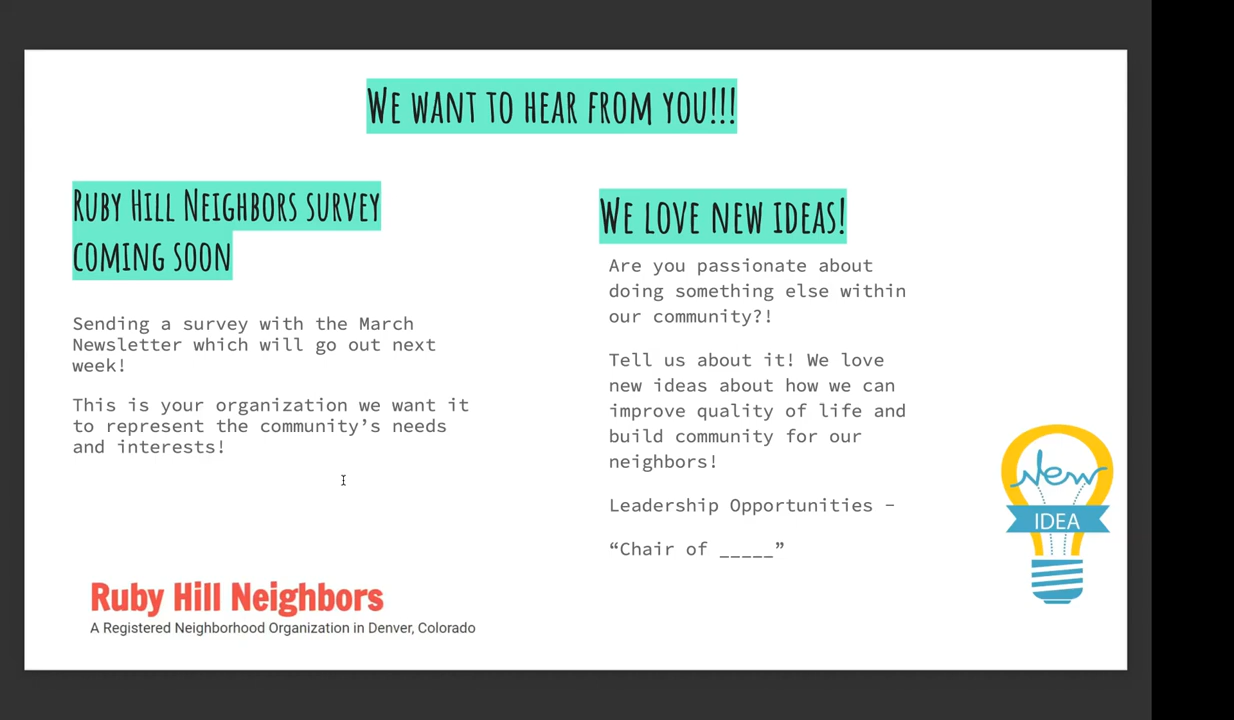 We want to hear from you!!!
Ruby Hill Neighbors survey
coming soon
Sending a survey with the March
Newsletter which will go out next
week!
This is your organization we want it
to represent the community’s needs
and interests!
Ruby Hill Neighbors
A Registered Neighborhood Organization in Denver, Colorado
We love new ideas!
Are you passionate about
doing something else within
our community?!
Tell us about it! We love
new ideas about how we can
improve quality of life and
build community for our
neighbors!
Leadership Opportunities –
“Chair of _____”
New
IDEA